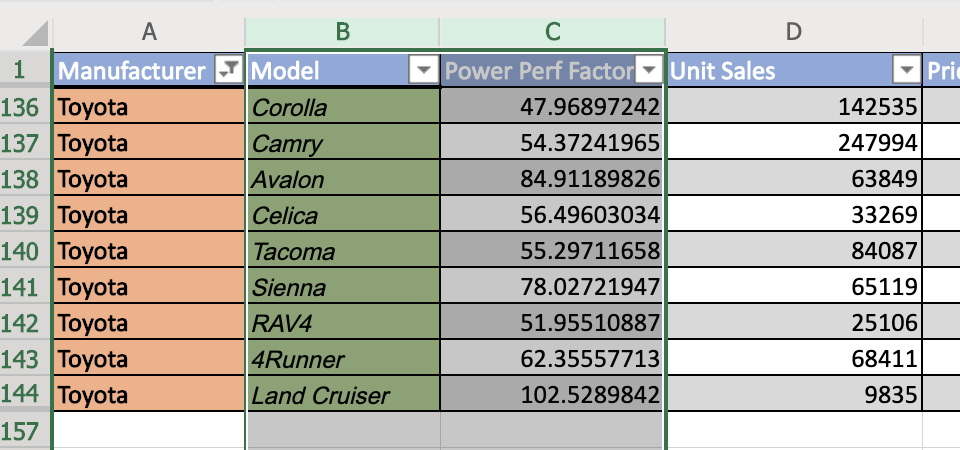 A B C D
1 Manufacturer Model Power Perf Factor Unit Sales
136 Toyota Corolla 47.96897242 142535
137 Toyota Camry 54.37241965 247994
138 Toyota Avalon 84.91189826 63849
139 Toyota Celica 56.49603034 33269
140 Toyota Tacoma 55.29711658 84087
141 Toyota Sienna 78.02721947 65119
142 Toyota RAV4 51.95510887 25106
143 Toyota 4Runner 62.35557713 68411
144 Toyota Land Cruiser 102.5289842 9835
157